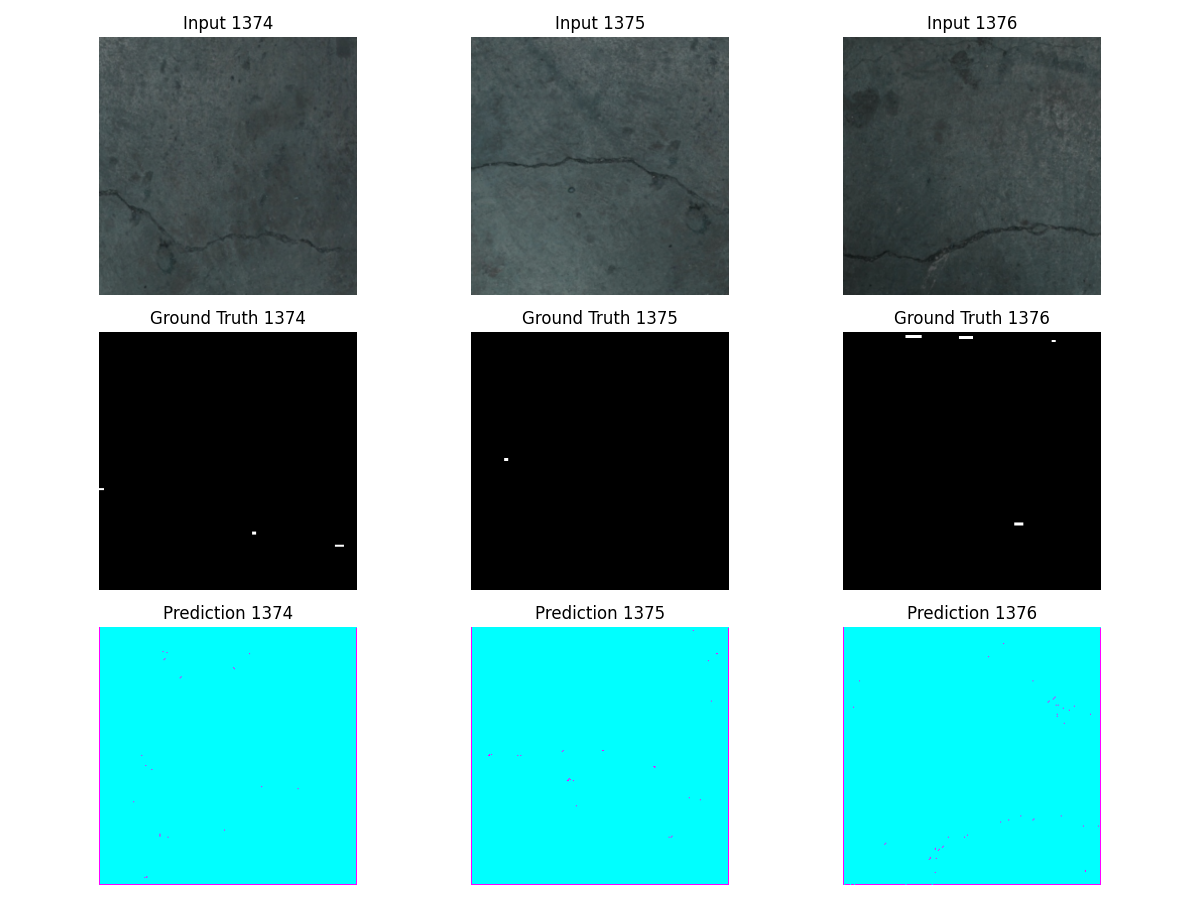 Input 1374
Input 1375
Input 1376
Ground Truth 1374
Ground Truth 1375
Ground Truth 1376
Prediction 1374
Prediction 1375
Prediction 1376